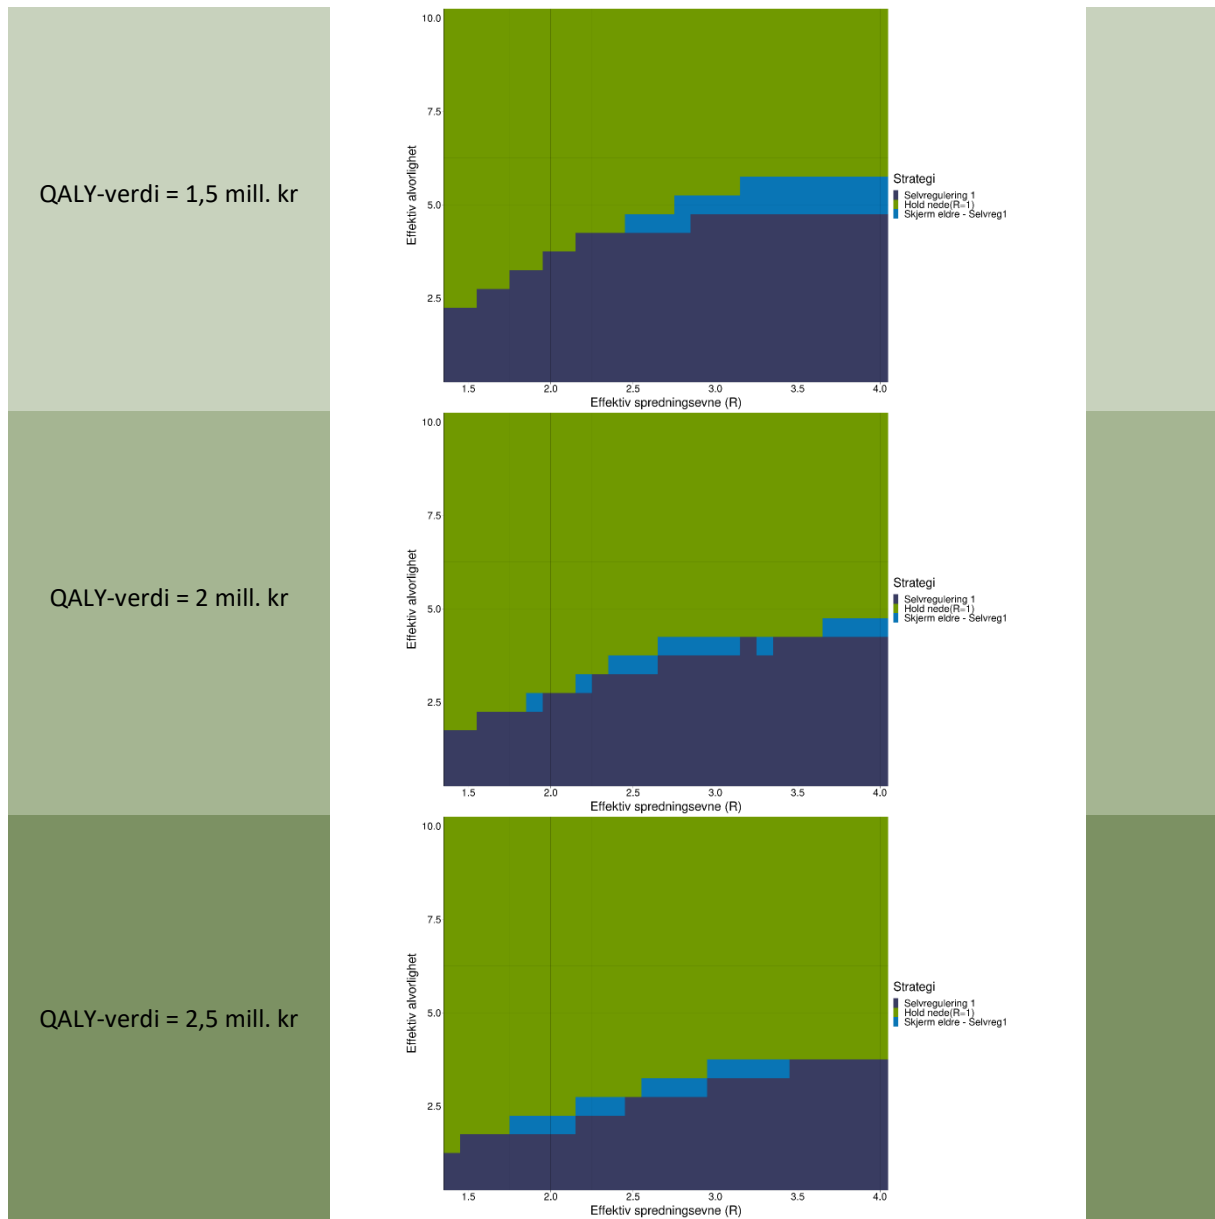 QALY-verdi = 1,5 mill. kr
10.0
7.5
5.0
2.5
Effektiv alvorlighet
1.5 2.0 2.5 3.0 3.5 4.0
Effektiv spredningsevne (R)
Strategi
Selvregulering 1
Hold nede(R=1)
Skjerm eldre - Selvreg1
QALY-verdi = 2 mill. kr
10.0
7.5
5.0
2.5
Effektiv alvorlighet
1.5 2.0 2.5 3.0 3.5 4.0
Effektiv spredningsevne (R)
Strategi
Selvregulering 1
Hold nede(R=1)
Skjerm eldre - Selvreg1
QALY-verdi = 2,5 mill. kr
10.0
7.5
5.0
2.5
Effektiv alvorlighet
1.5 2.0 2.5 3.0 3.5 4.0
Effektiv spredningsevne (R)
Strategi
Selvregulering 1
Hold nede(R=1)
Skjerm eldre - Selvreg1